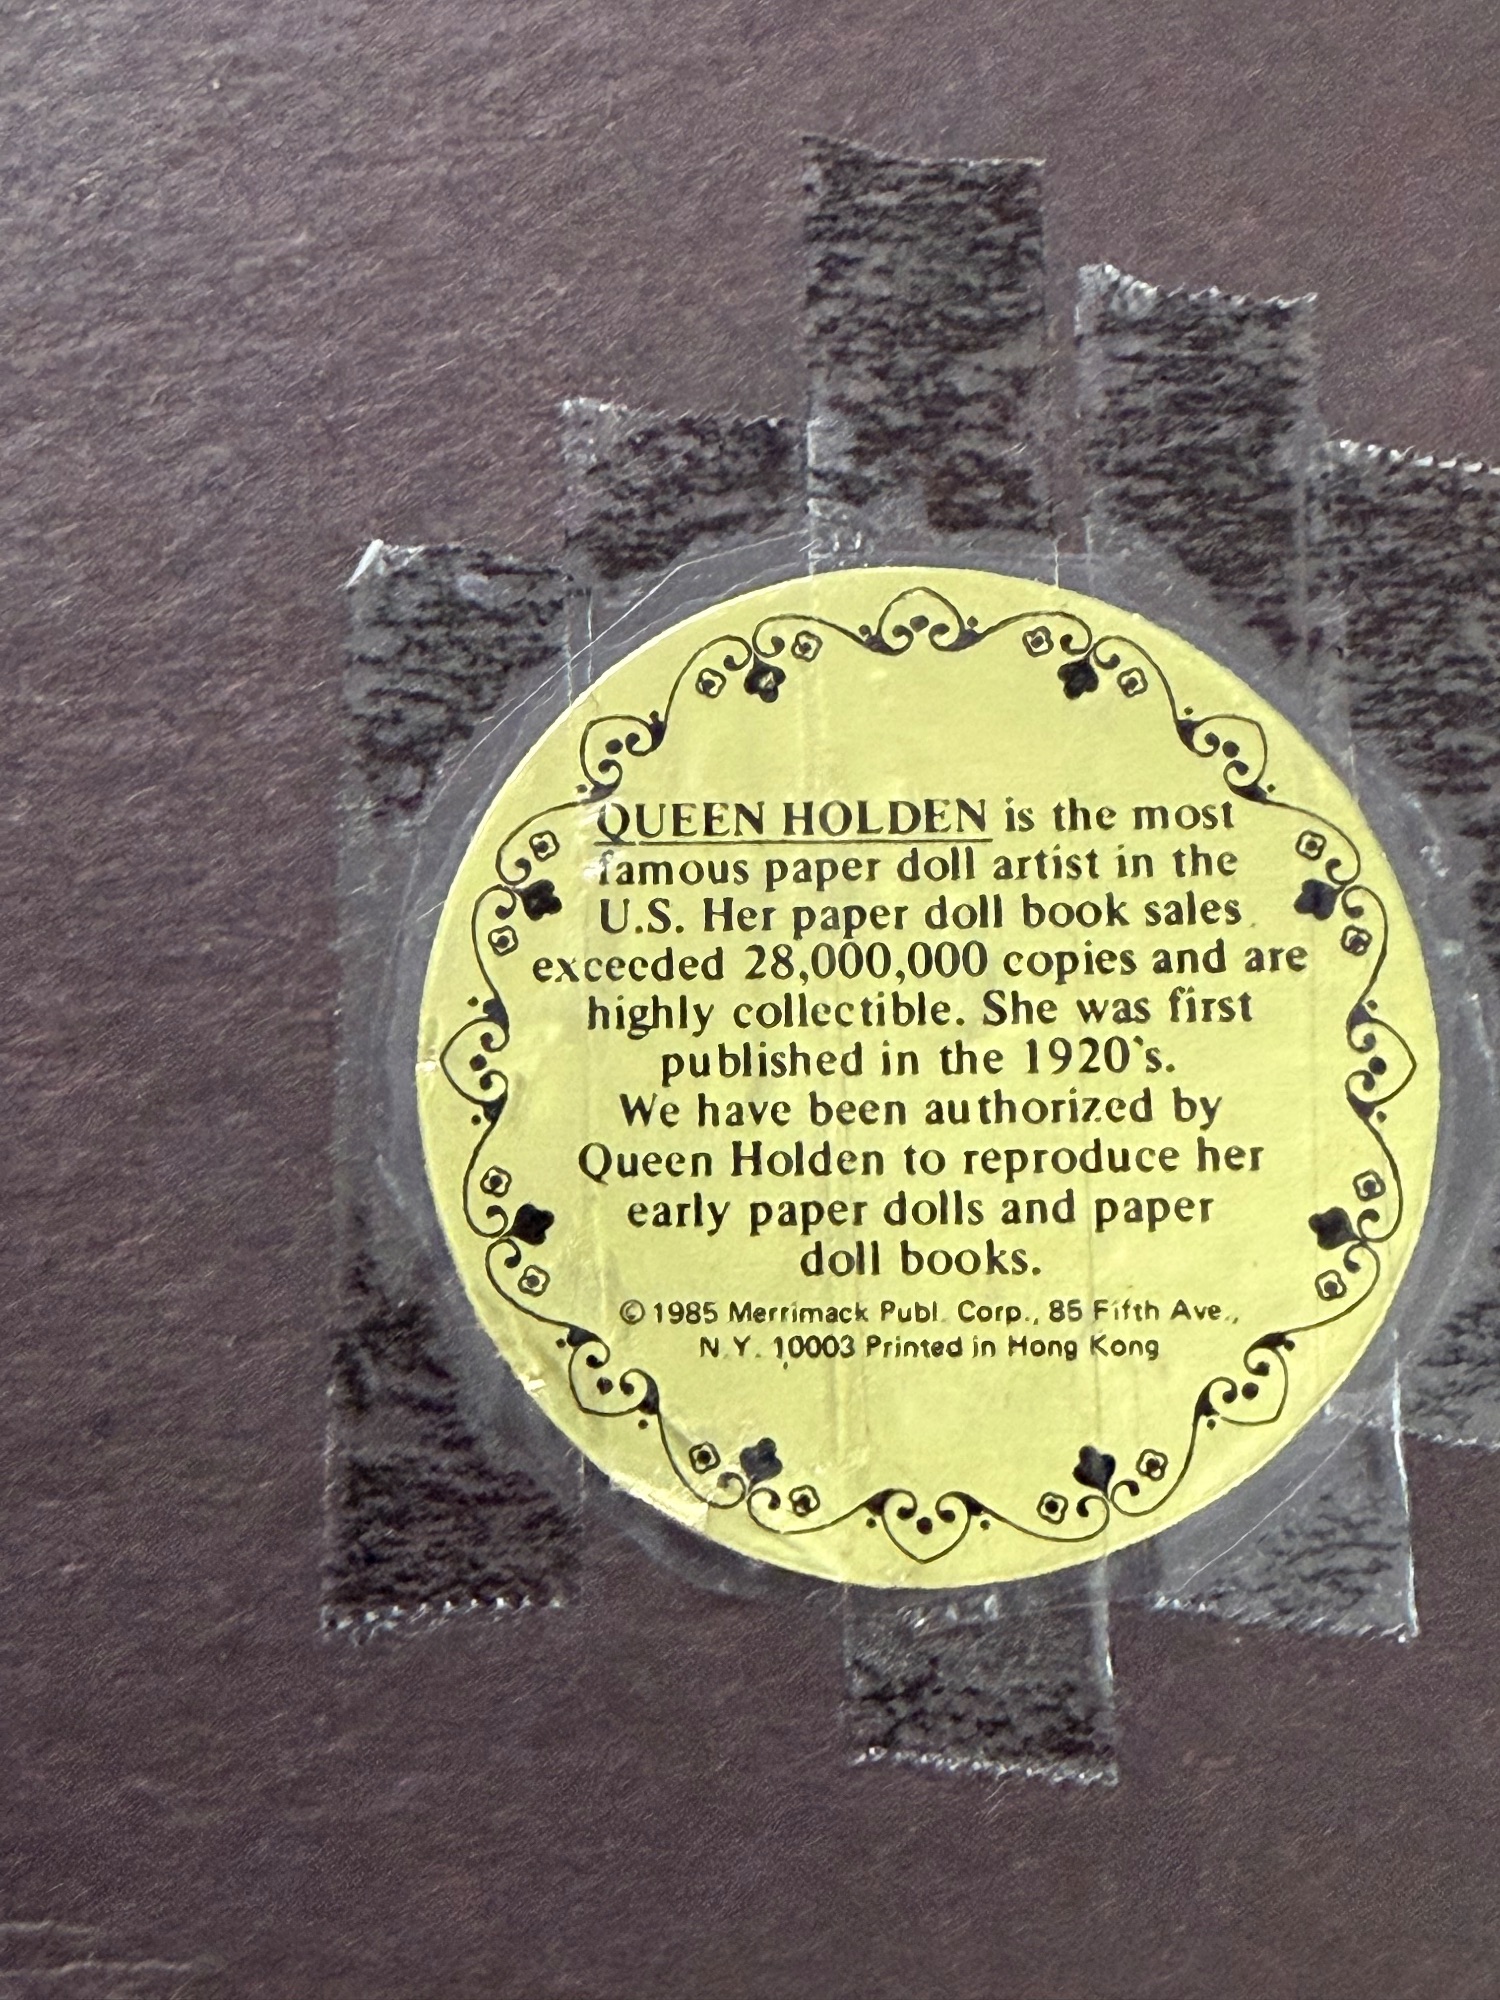 QUEEN HOLDEN is the most
famous paper doll artist in the
U.S. Her paper doll book sales
exceeded 28,000,000 copies and are
highly collectible. She was first
published in the 1920's.
We have been authorized by
Queen Holden to reproduce her
early paper dolls and paper
doll books.
© 1985 Merrimack Publ. Corp., 85 Fifth Ave.,
N.Y. 10003 Printed in Hong Kong